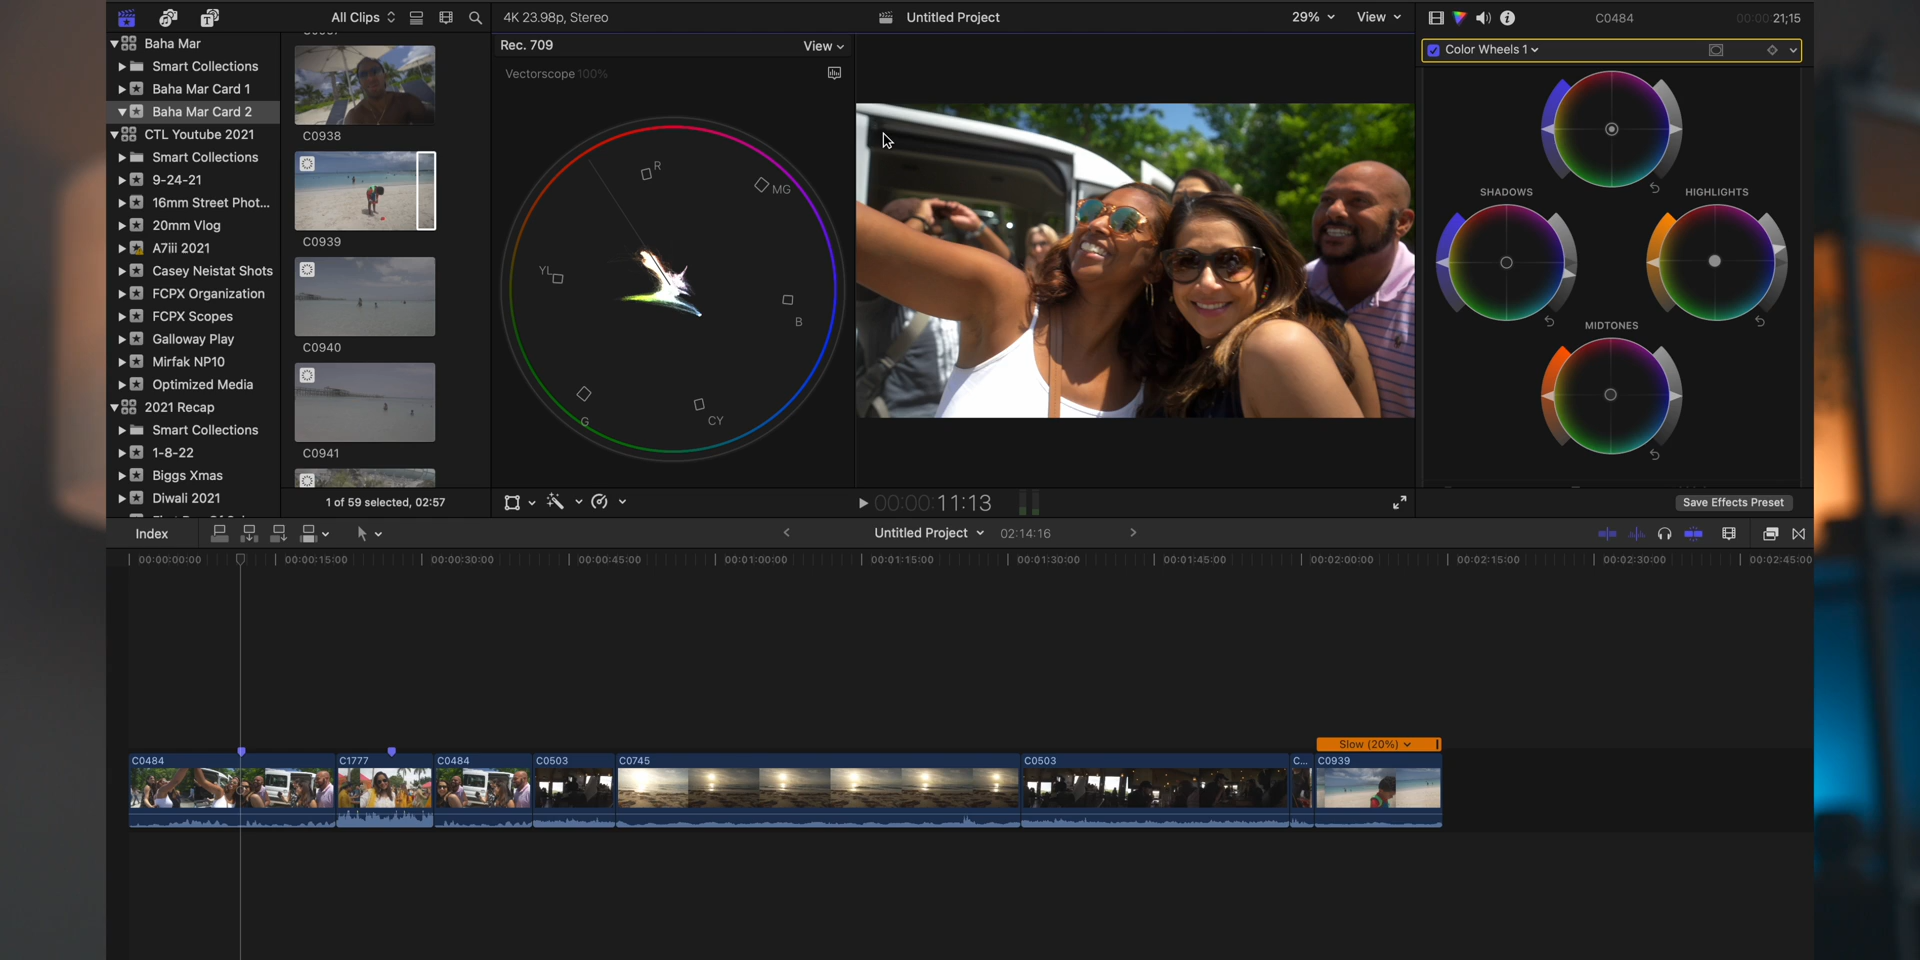 All Clips
4K 23.98p, Stereo
Untitled Project
29%
View
C0484
00:00:21;15
Baha Mar
Smart Collections
Baha Mar Card 1
Baha Mar Card 2
CTL Youtube 2021
Smart Collections
9-24-21
16mm Street Phot...
20mm Vlog
A7iii 2021
Casey Neistat Shots
FCPX Organization
FCPX Scopes
Galloway Play
Mirfak NP10
Optimized Media
2021 Recap
Smart Collections
1-8-22
Biggs Xmas
Diwali 2021
C0938
C0939
C0940
C0941
1 of 59 selected, 02:57
Rec. 709
View
Vectorscope 100%
R
MG
YL
B
G
CY
00:00:11:13
Color Wheels 1
SHADOWS
HIGHLIGHTS
MIDTONES
Save Effects Preset
Index
Untitled Project
02:14:16
00:00:00:00
00:00:15:00
00:00:30:00
00:00:45:00
00:01:00:00
00:01:15:00
00:01:30:00
00:01:45:00
00:02:00:00
00:02:15:00
00:02:30:00
00:02:45:00
Slow (20%)
C0484
C1777
C0484
C0503
C0745
C0503
C...
C0939